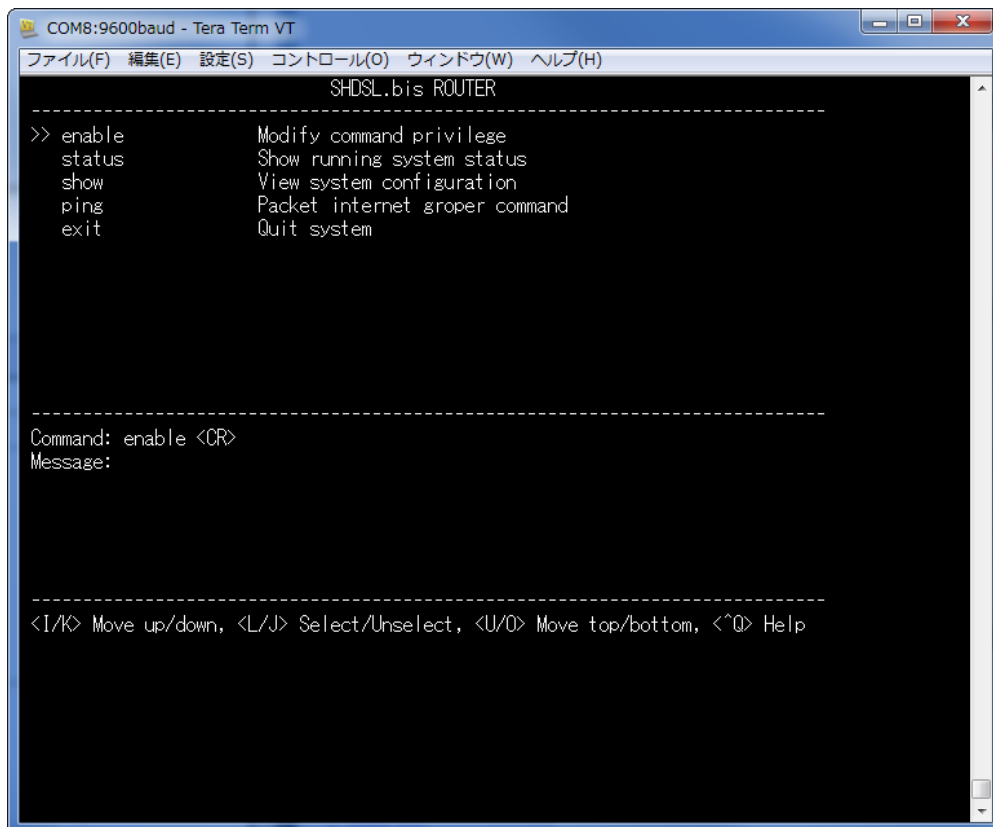 COM8:9600baud - Tera Term VT
ファイル(F) 編集(E) 設定(S) コントロール(O) ウィンドウ(W) ヘルプ(H)
SHDSL.bis ROUTER
--------------------------------------------------------------------------------
>> enable Modify command privilege
status Show running system status
show View system configuration
ping Packet internet groper command
exit Quit system
--------------------------------------------------------------------------------
Command: enable <CR>
Message:
--------------------------------------------------------------------------------
<I/K> Move up/down, <L/J> Select/Unselect, <U/O> Move top/bottom, <^Q> Help